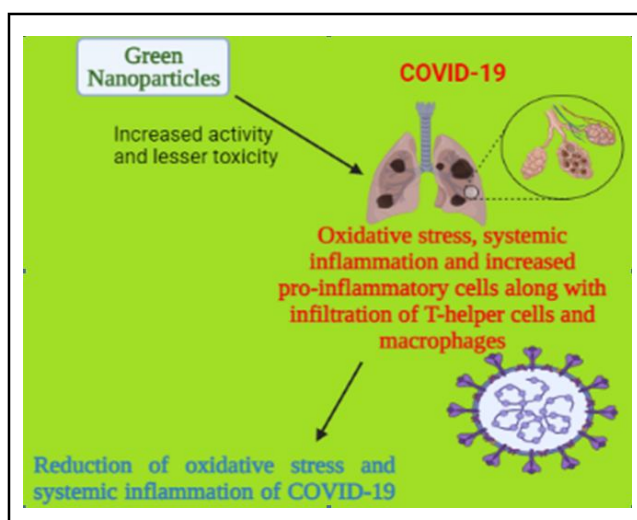 Green
Nanoparticles
COVID-19
Increased activity
and lesser toxicity
Oxidative stress, systemic
inflammation and increased
pro-inflammatory cells along with
infiltration of T-helper cells and
macrophages
Reduction of oxidative stress and
systemic inflammation of COVID-19